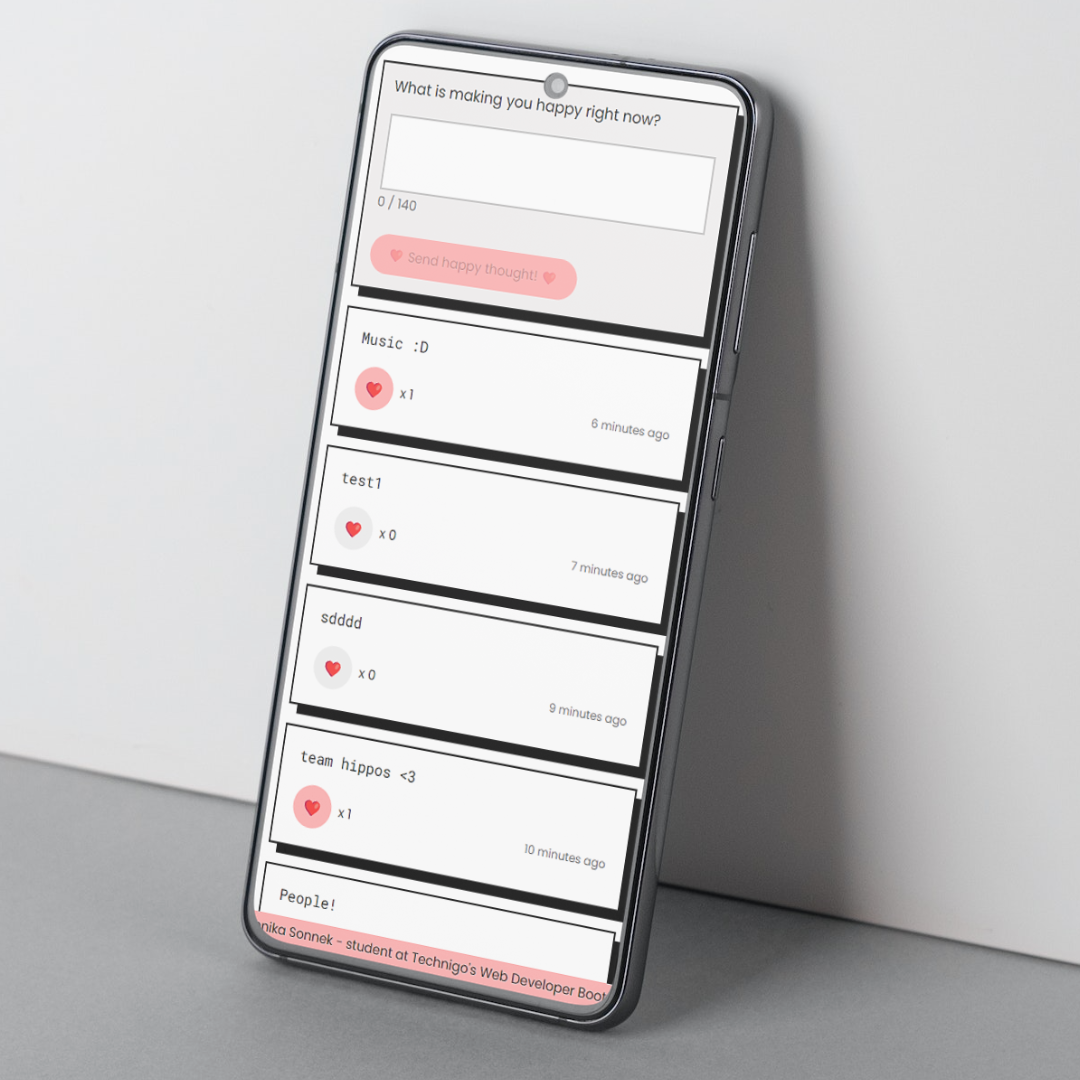 What is making you happy right now?
0 / 140
Send happy thought!
Music :D
x 1
6 minutes ago
test1
x 0
7 minutes ago
sdddd
x 0
9 minutes ago
team hippos <3
x 1
10 minutes ago
People!
nika Sonnek - student at Technigo's Web Developer Boot